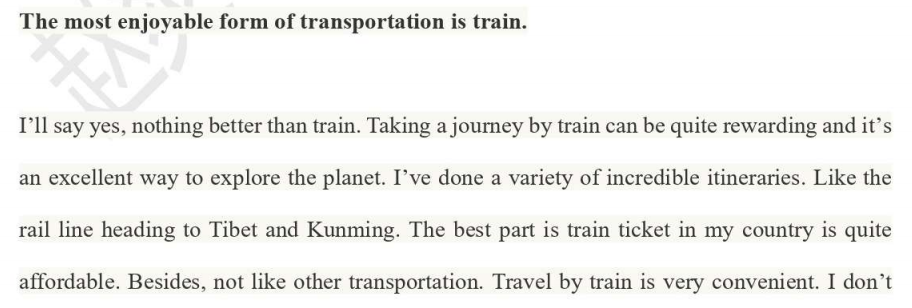 The most enjoyable form of transportation is train.
I'll say yes, nothing better than train. Taking a journey by train can be quite rewarding and it's
an excellent way to explore the planet. I've done a variety of incredible itineraries. Like the
rail line heading to Tibet and Kunming. The best part is train ticket in my country is quite
affordable. Besides, not like other transportation. Travel by train is very convenient. I don't